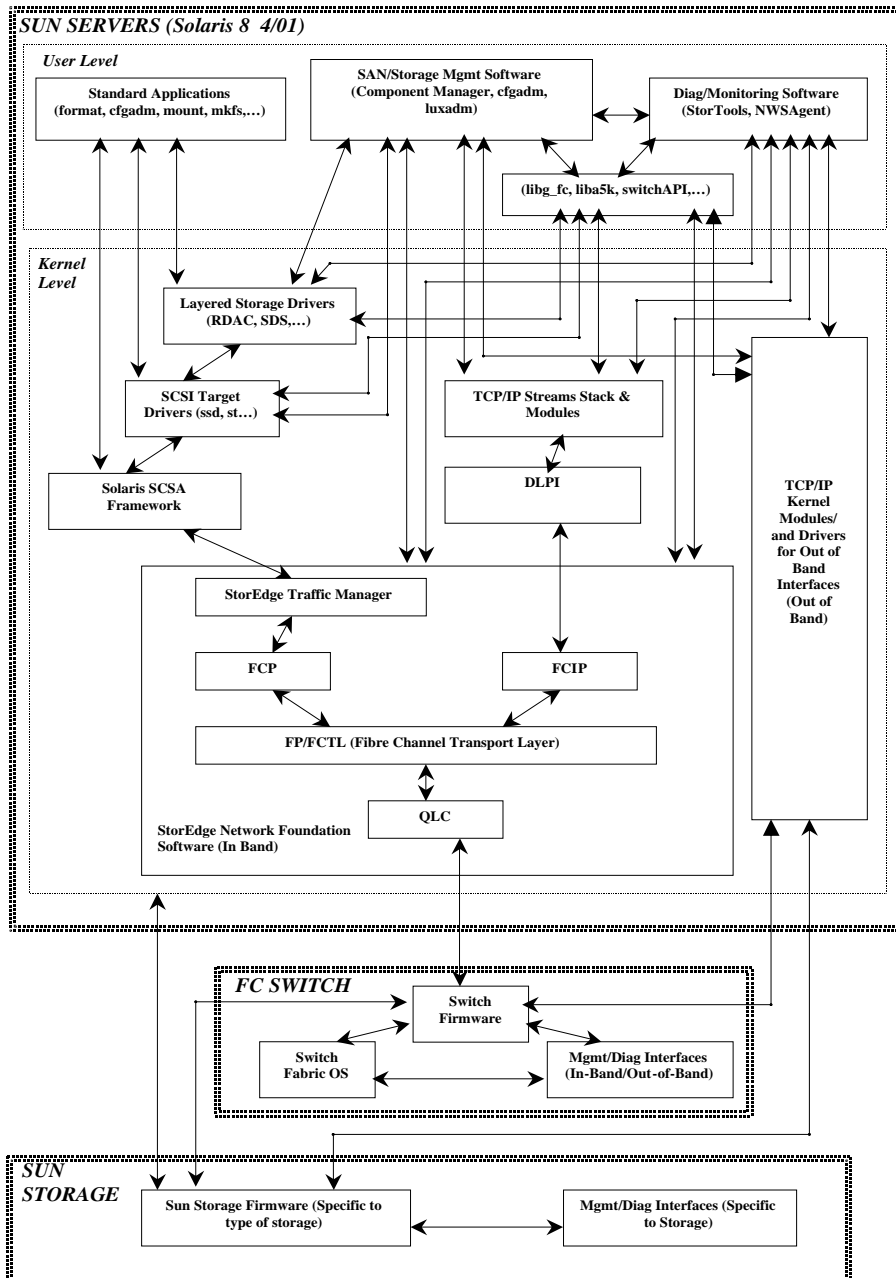 SUN SERVERS (Solaris 8  4/01)
User Level
Standard Applications
(format, cfgadm, mount, mkfs,…)
SAN/Storage Mgmt Software
(Component Manager, cfgadm,
luxadm)
Diag/Monitoring Software
(StorTools, NWSAgent)
(libg_fc, liba5k, switchAPI,…)
Kernel
Level
Layered Storage Drivers
(RDAC, SDS,…)
SCSI Target
Drivers (ssd, st…)
TCP/IP Streams Stack &
Modules
Solaris SCSA
Framework
DLPI
TCP/IP
Kernel
Modules/
and Drivers
for Out of
Band
Interfaces
(Out of
Band)
StorEdge Traffic Manager
FCP
FCIP
FP/FCTL (Fibre Channel Transport Layer)
QLC
StorEdge Network Foundation
Software (In Band)
FC SWITCH
Switch
Firmware
Switch
Fabric OS
Mgmt/Diag Interfaces
(In-Band/Out-of-Band)
SUN
STORAGE
Sun Storage Firmware (Specific to
type of storage)
Mgmt/Diag Interfaces (Specific
to Storage)